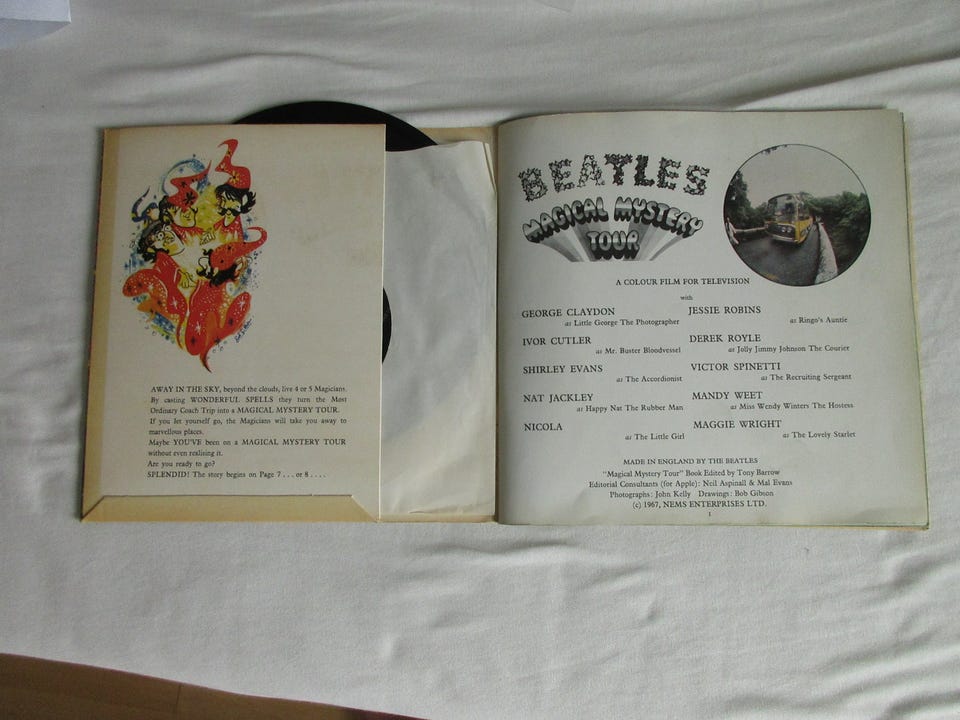 AWAY IN THE SKY, beyond the clouds, live 4 or 5 Magicians.
By casting WONDERFUL SPELLS they turn the Most
Ordinary Coach Trip into a MAGICAL MYSTERY TOUR.
If you let yourself go, the Magicians will take you away to
marvellous places.
Maybe YOU'VE been on a MAGICAL MYSTERY TOUR
without even realising it.
Are you ready to go?
SPLENDID! The story begins on Page 7 . . . or 8 . . . .
BEATLES
MAGICAL MYSTERY
TOUR
A COLOUR FILM FOR TELEVISION
with
GEORGE CLAYDON
as Little George The Photographer
JESSIE ROBINS
as Ringo's Auntie
IVOR CUTLER
as Mr. Buster Bloodvessel
DEREK ROYLE
as Jolly Jimmy Johnson The Courier
SHIRLEY EVANS
as The Accordionist
VICTOR SPINETTI
as The Recruiting Sergeant
NAT JACKLEY
as Happy Nat The Rubber Man
MANDY WEET
as Miss Wendy Winters The Hostess
NICOLA
as The Little Girl
MAGGIE WRIGHT
as The Lovely Starlet
MADE IN ENGLAND BY THE BEATLES
"Magical Mystery Tour" Book Edited by Tony Barrow
Editorial Consultants (for Apple): Neil Aspinall & Mal Evans
Photographs: John Kelly Drawings: Bob Gibson
(c) 1967, NEMS ENTERPRISES LTD.
1